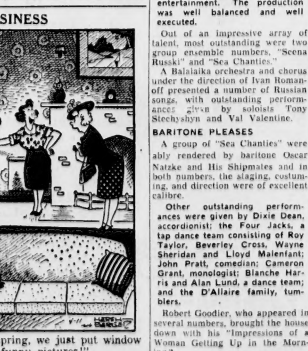 SINESS
pring, we just put window
funny pictures!"
entertainment. The production
was well balanced and well
executed.
Out of an impressive array of
talent, most outstanding were two
group ensemble numbers, "Scena
Russki" and "Sea Chanties."
A Balalaika orchestra and chorus
under the direction of Ivan Roman-
off presented a number of Russian
songs, with outstanding perform-
ances given by soloists Tony
Stechyshyn and Val Valentine.
BARITONE PLEASES
A group of "Sea Chanties" were
ably rendered by baritone Oscar
Natzke and His Shipmates and in
both numbers, the staging, custum-
ing, and direction were of excellent
calibre.
Other outstanding perform-
ances were given by Dixie Dean,
accordionist; the Four Jacks, a
tap dance team consisting of Roy
Taylor, Beverley Cross, Wayne
Sheridan and Lloyd Malenfant;
John Pratt, comedian; Cameron
Grant, monologist; Blanche Har-
ris and Alan Lund, a dance team;
and the D'Allaire family, tum-
blers.
Robert Goodier, who appeared in
several numbers, brought the house
down with his "Impressions of a
Woman Getting Up in the Morn-